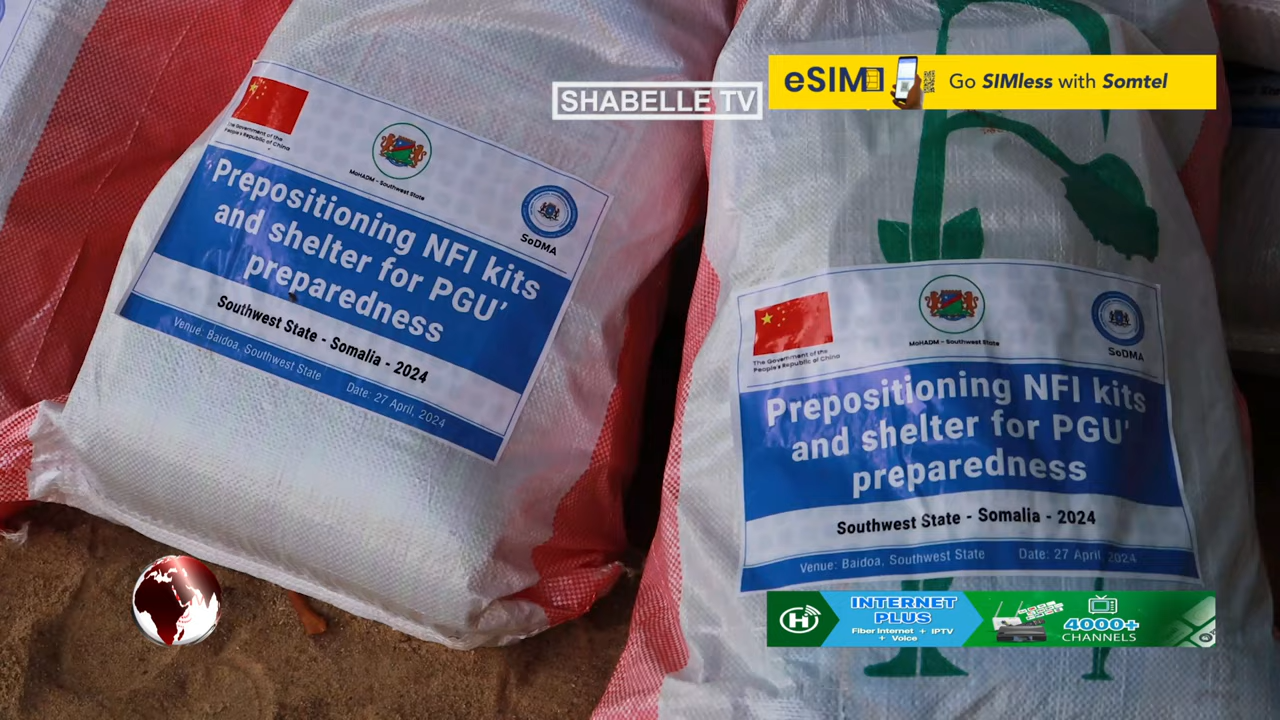 SHABELLE TV
eSIM
Go SIMless with Somtel
The Government of the
People's Republic of China
MoHADM - Southwest State
SoDMA
'Prepositioning NFI kits
and shelter for PGU'
preparedness
Southwest State - Somalia - 2024
Venue: Baidoa, Southwest State Date: 27 April, 2024
The Government of the
People's Republic of China
MoHADM - Southwest State
SoDMA
Prepositioning NFI kits
and shelter for PGU'
preparedness
Southwest State - Somalia - 2024
Venue: Baidoa, Southwest State Date: 27 April, 2024
H
INTERNET
PLUS
Fiber Internet + IPTV
+ Voice
4000+
CHANNELS